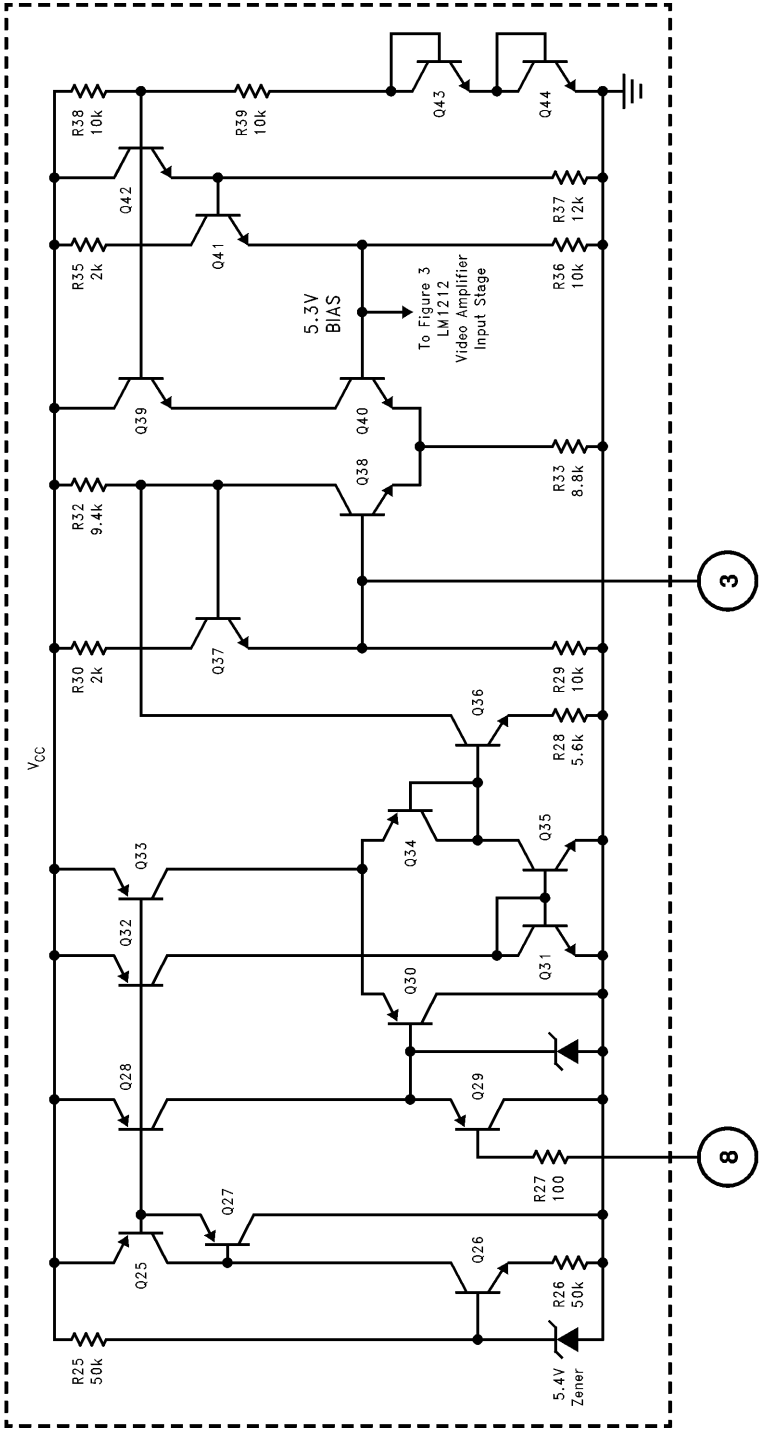 V<sub>CC</sub>
R25
50k
R30
2k
R32
9.4k
R35
2k
R38
10k
Q25
Q28
Q32
Q33
Q39
Q42
Q27
Q37
Q41
R39
10k
5.3V
BIAS
Q38
Q40
To Figure 3
LM1212
Video Amplifier
Input Stage
Q30
Q34
Q43
Q26
Q29
Q36
Q31
Q35
Q44
5.4V
Zener
R26
50k
R27
100
R28
5.6k
R29
10k
R33
8.8k
R36
10k
R37
12k
8
3